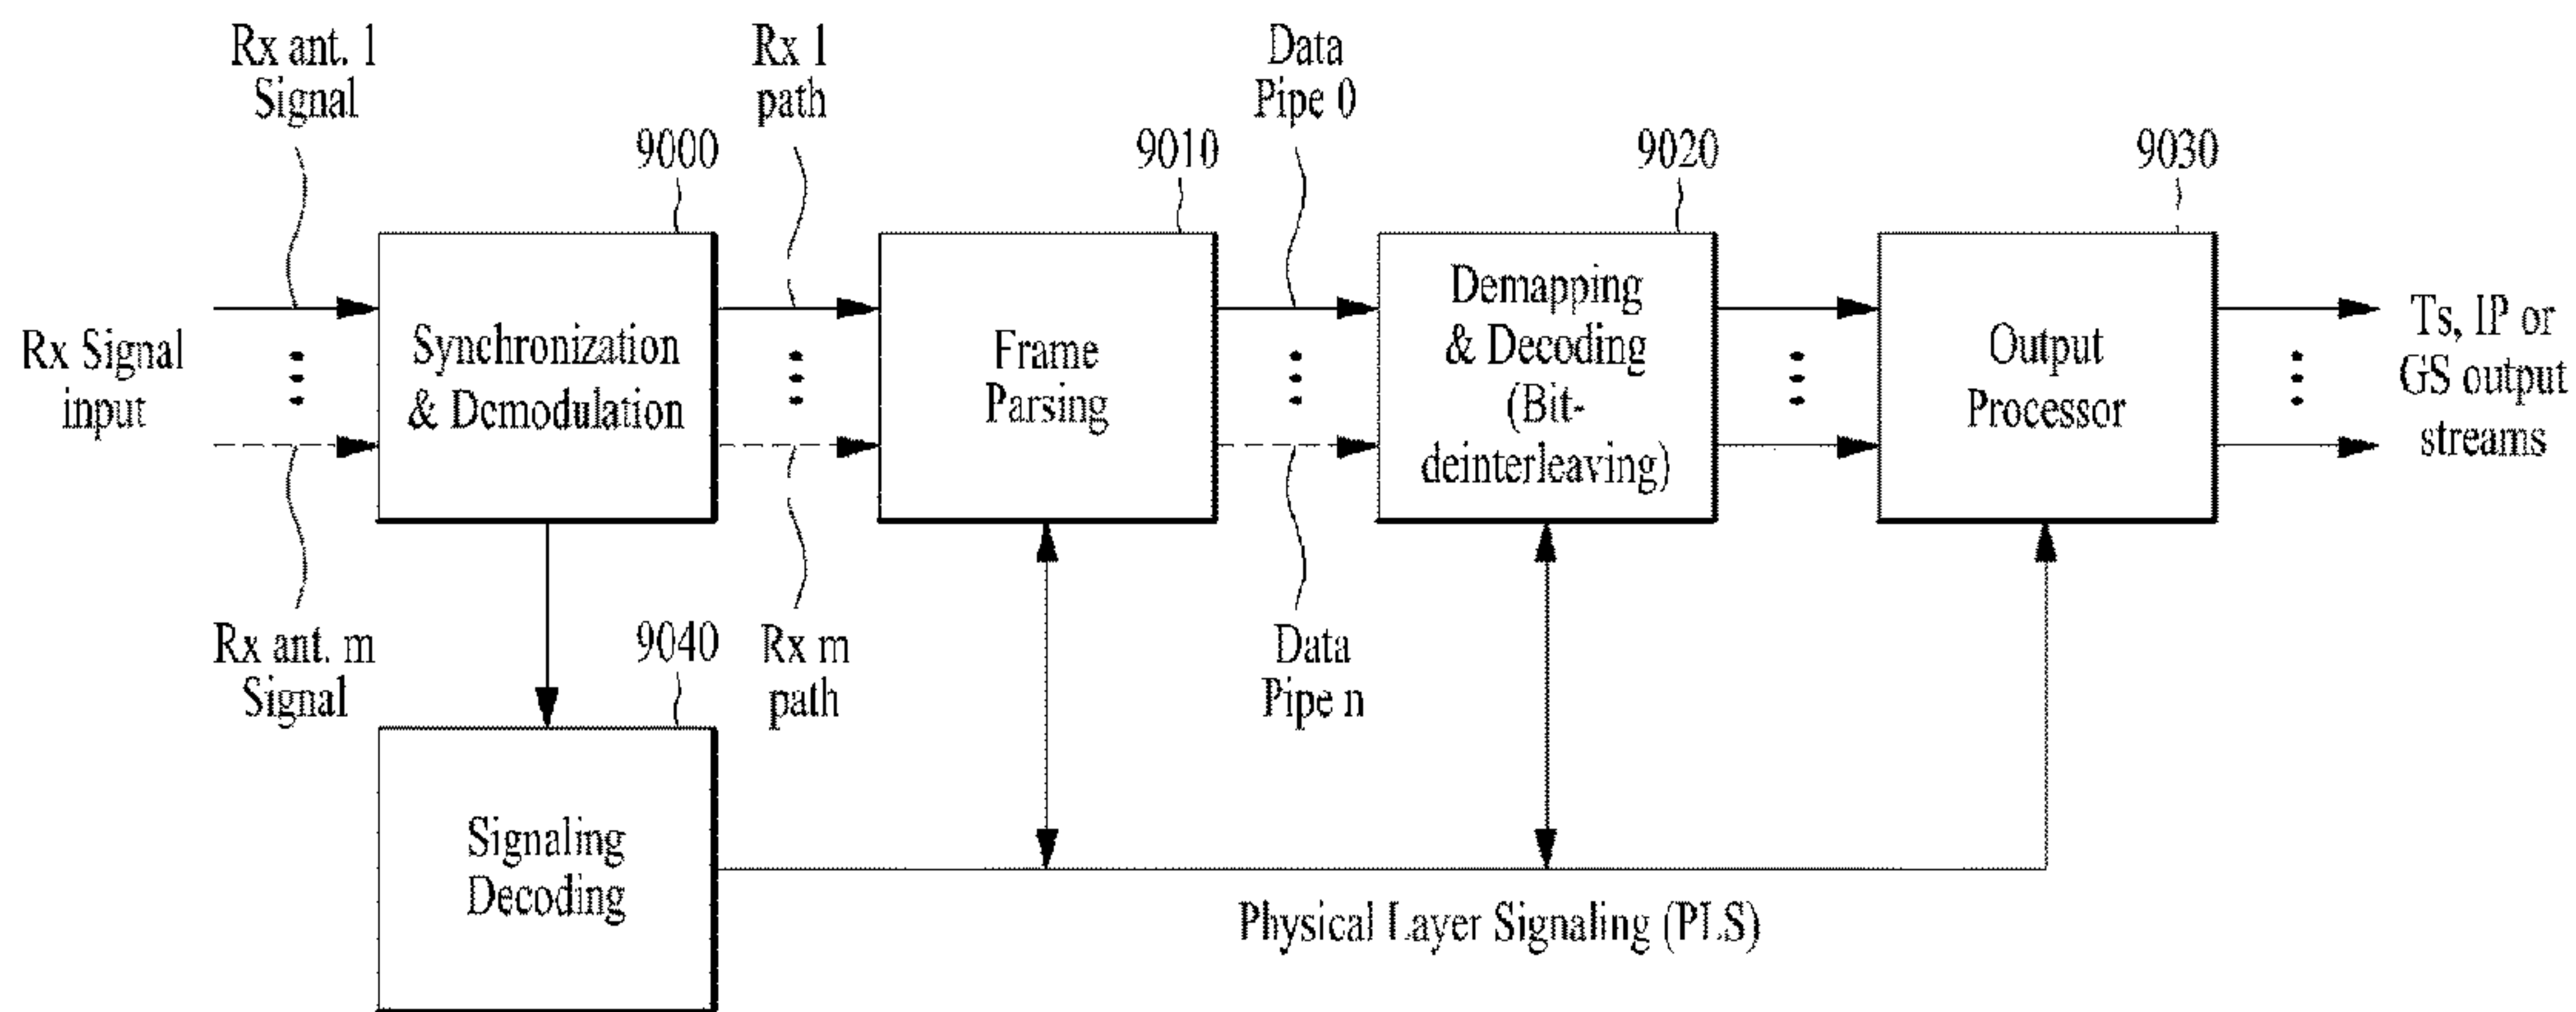 Rx ant. 1
Signal
Rx 1
path
Data
Pipe 0
9000
9010
9020
9030
Rx Signal
input
Synchronization
& Demodulation
Frame
Parsing
Demapping
& Decoding
(Bit-
deinterleaving)
Output
Processor
Ts, IP or
GS output
streams
Rx ant. m
Signal
9040
Rx m
path
Data
Pipe n
Signaling
Decoding
Physical Layer Signaling (PLS)